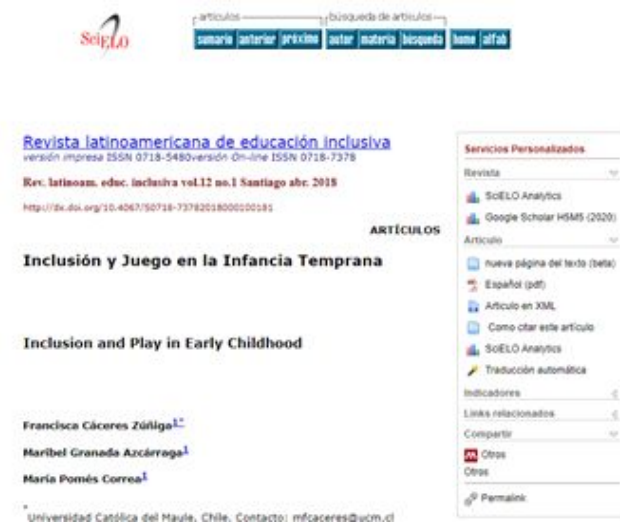 SciELO
artículos
búsqueda de artículos
sumario anterior próximo autor materia búsqueda home alfab
Revista latinoamericana de educación inclusiva
versión impresa ISSN 0718-5480versión On-line ISSN 0718-7378
Rev. latinoam. educ. inclusiva vol.12 no.1 Santiago abr. 2018
http://dx.doi.org/10.4067/S0718-73782018000100181
ARTÍCULOS
Inclusión y Juego en la Infancia Temprana
Inclusion and Play in Early Childhood
Francisca Cáceres Zúñiga1*
Maribel Granada Azcárraga1
María Pomés Correa1
*
Universidad Católica del Maule, Chile. Contacto: mfcaceres@ucm.cl
Servicios Personalizados
Revista
SciELO Analytics
Google Scholar H5M5 (2020)
Articulo
nueva página del texto (beta)
Español (pdf)
Articulo en XML
Como citar este artículo
SciELO Analytics
Traducción automática
Indicadores
Links relacionados
Compartir
Otros
Otros
Permalink